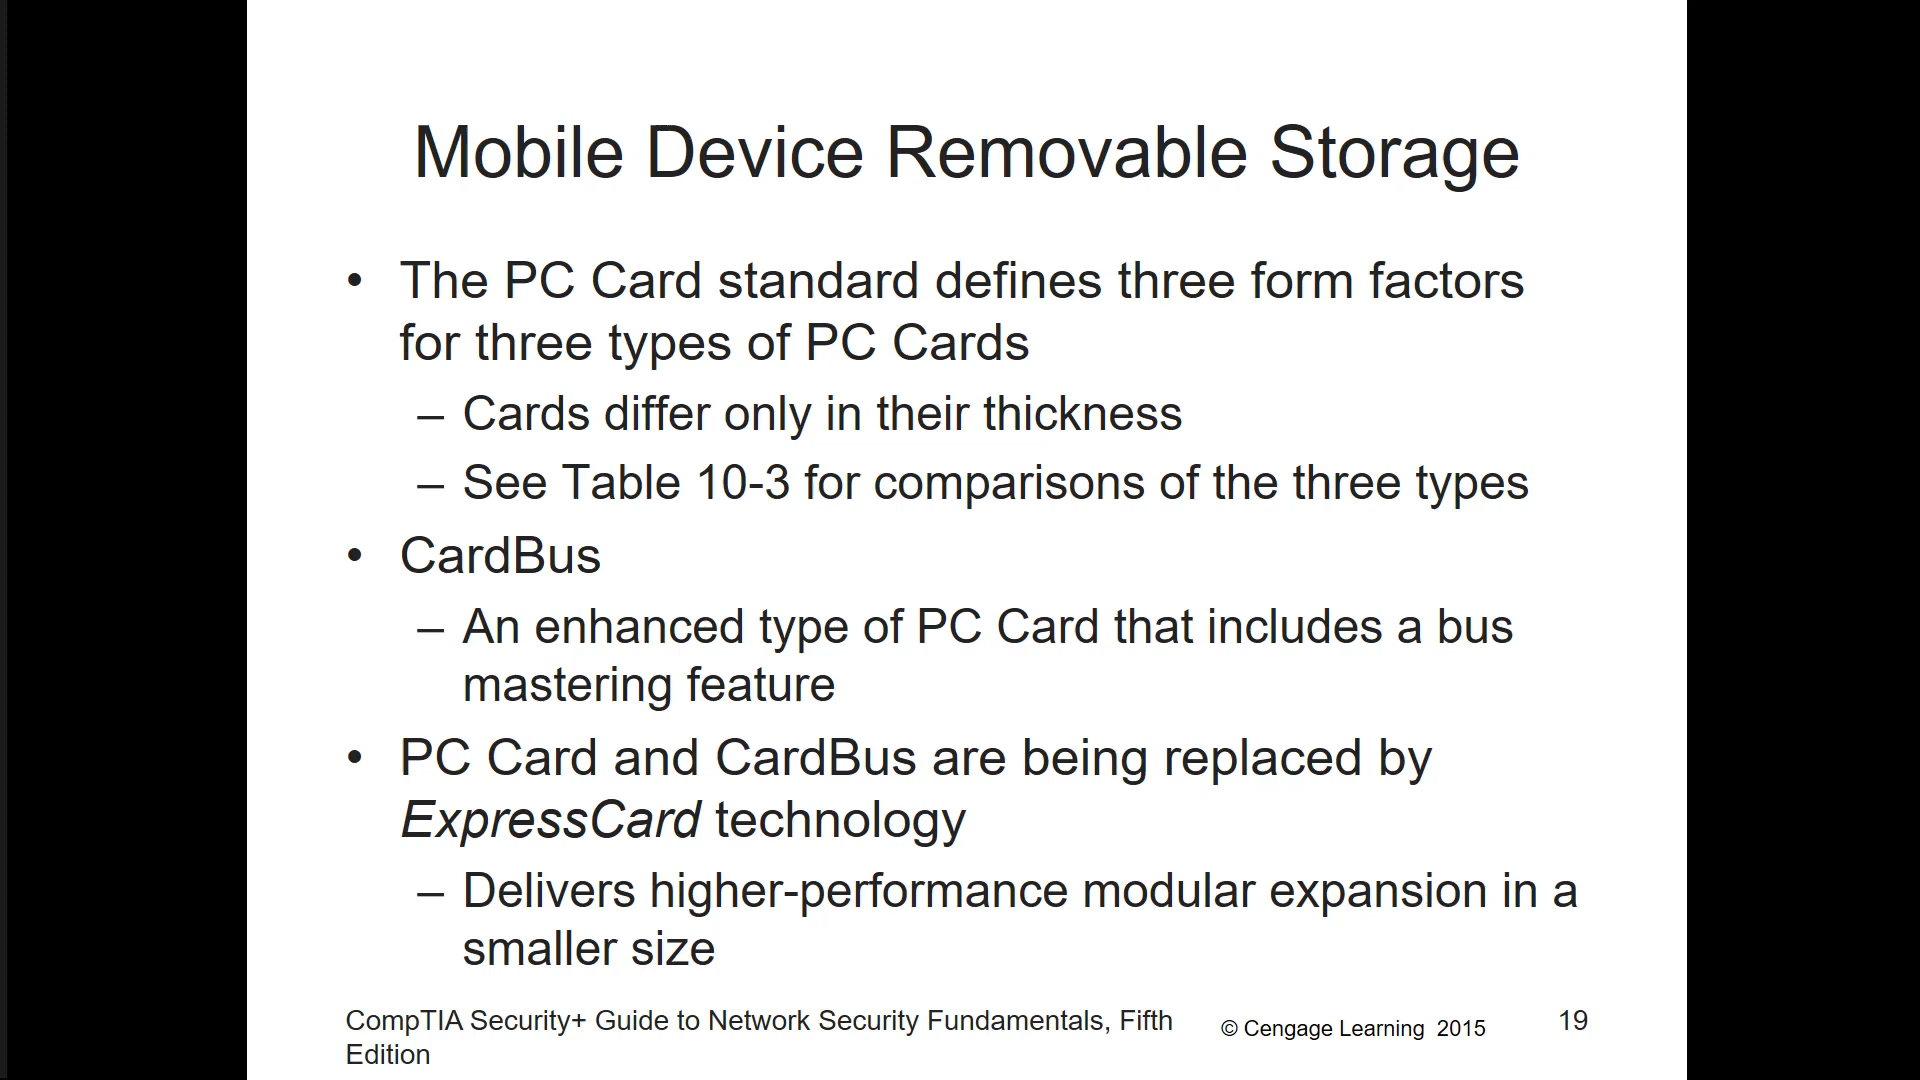 Mobile Device Removable Storage
• The PC Card standard defines three form factors
for three types of PC Cards
– Cards differ only in their thickness
– See Table 10-3 for comparisons of the three types
• CardBus
– An enhanced type of PC Card that includes a bus
mastering feature
• PC Card and CardBus are being replaced by
ExpressCard technology
– Delivers higher-performance modular expansion in a
smaller size
CompTIA Security+ Guide to Network Security Fundamentals, Fifth
Edition
© Cengage Learning 2015
19